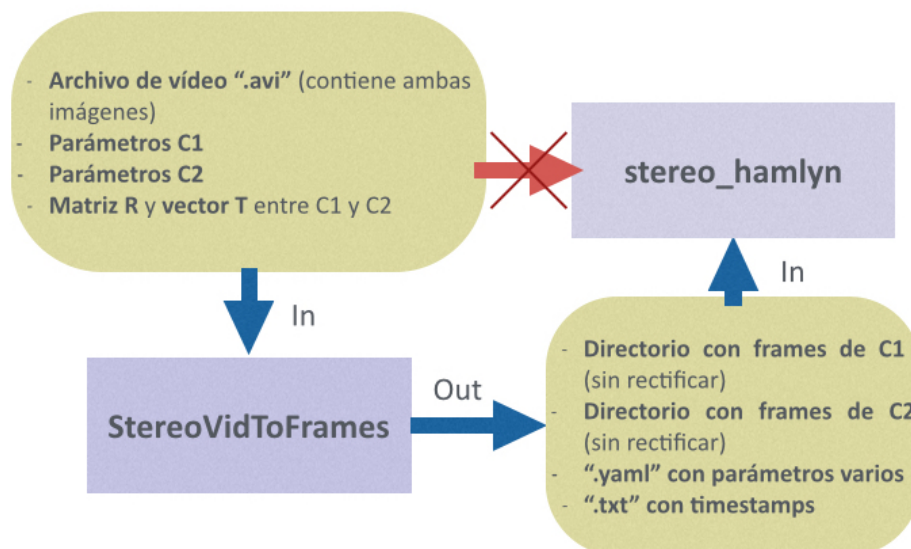 - Archivo de vídeo “.avi” (contiene ambas
imágenes)
- Parámetros C1
- Parámetros C2
- Matriz R y vector T entre C1 y C2
stereo_hamlyn
In
In
StereoVidToFrames
Out
- Directorio con frames de C1
(sin rectificar)
- Directorio con frames de C2
(sin rectificar)
- “.yaml” con parámetros varios
- “.txt” con timestamps